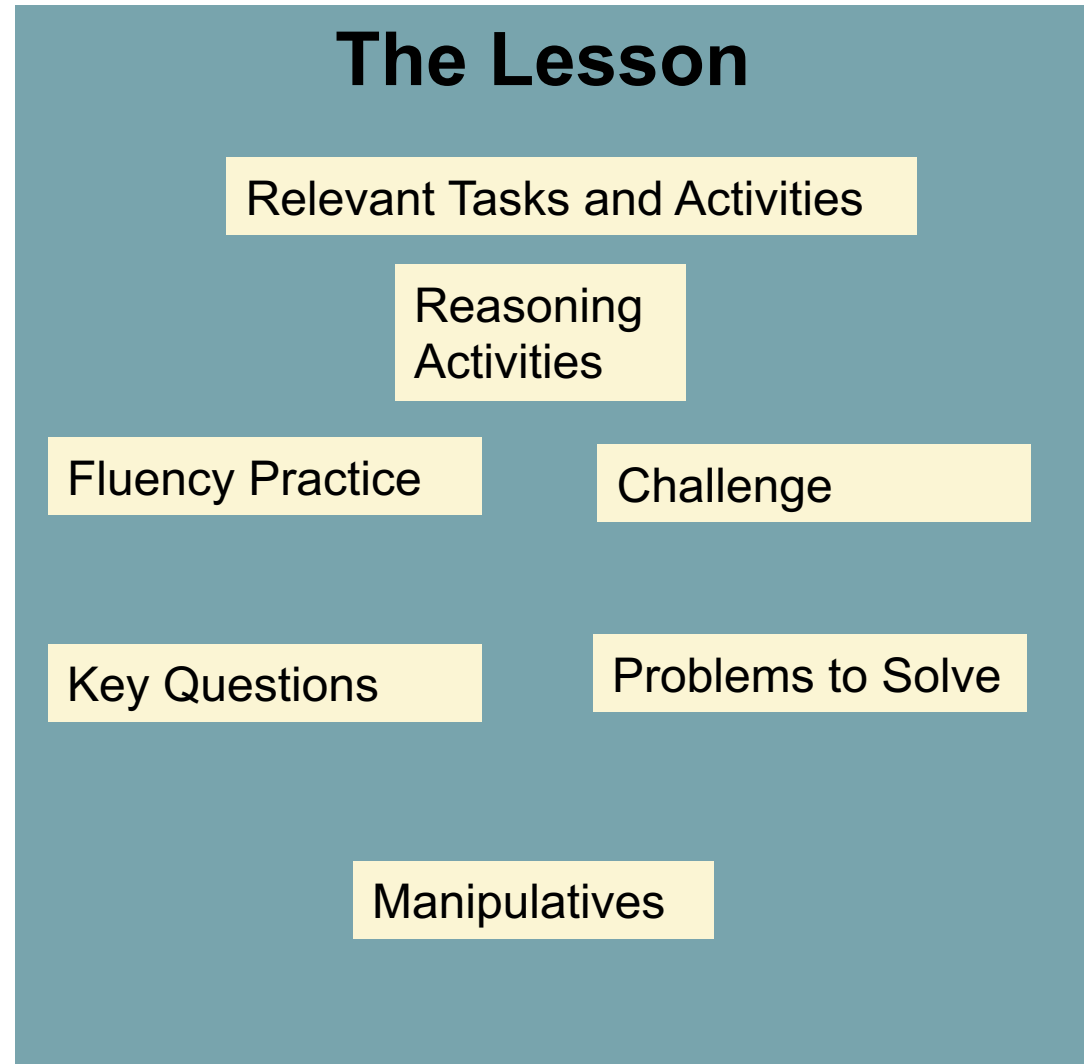 The Lesson
Relevant Tasks and Activities
Reasoning
Activities
Fluency Practice
Challenge
Key Questions
Problems to Solve
Manipulatives